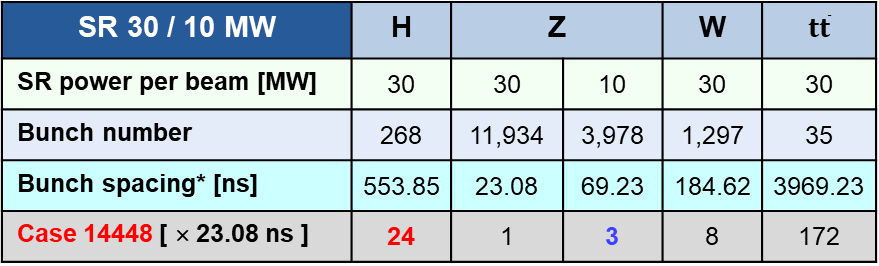 SR 30 / 10 MW H Z W tt̄
SR power per beam [MW] 30 30 10 30 30
Bunch number 268 11,934 3,978 1,297 35
Bunch spacing* [ns] 553.85 23.08 69.23 184.62 3969.23
Case 14448 [ × 23.08 ns ] 24 1 3 8 172